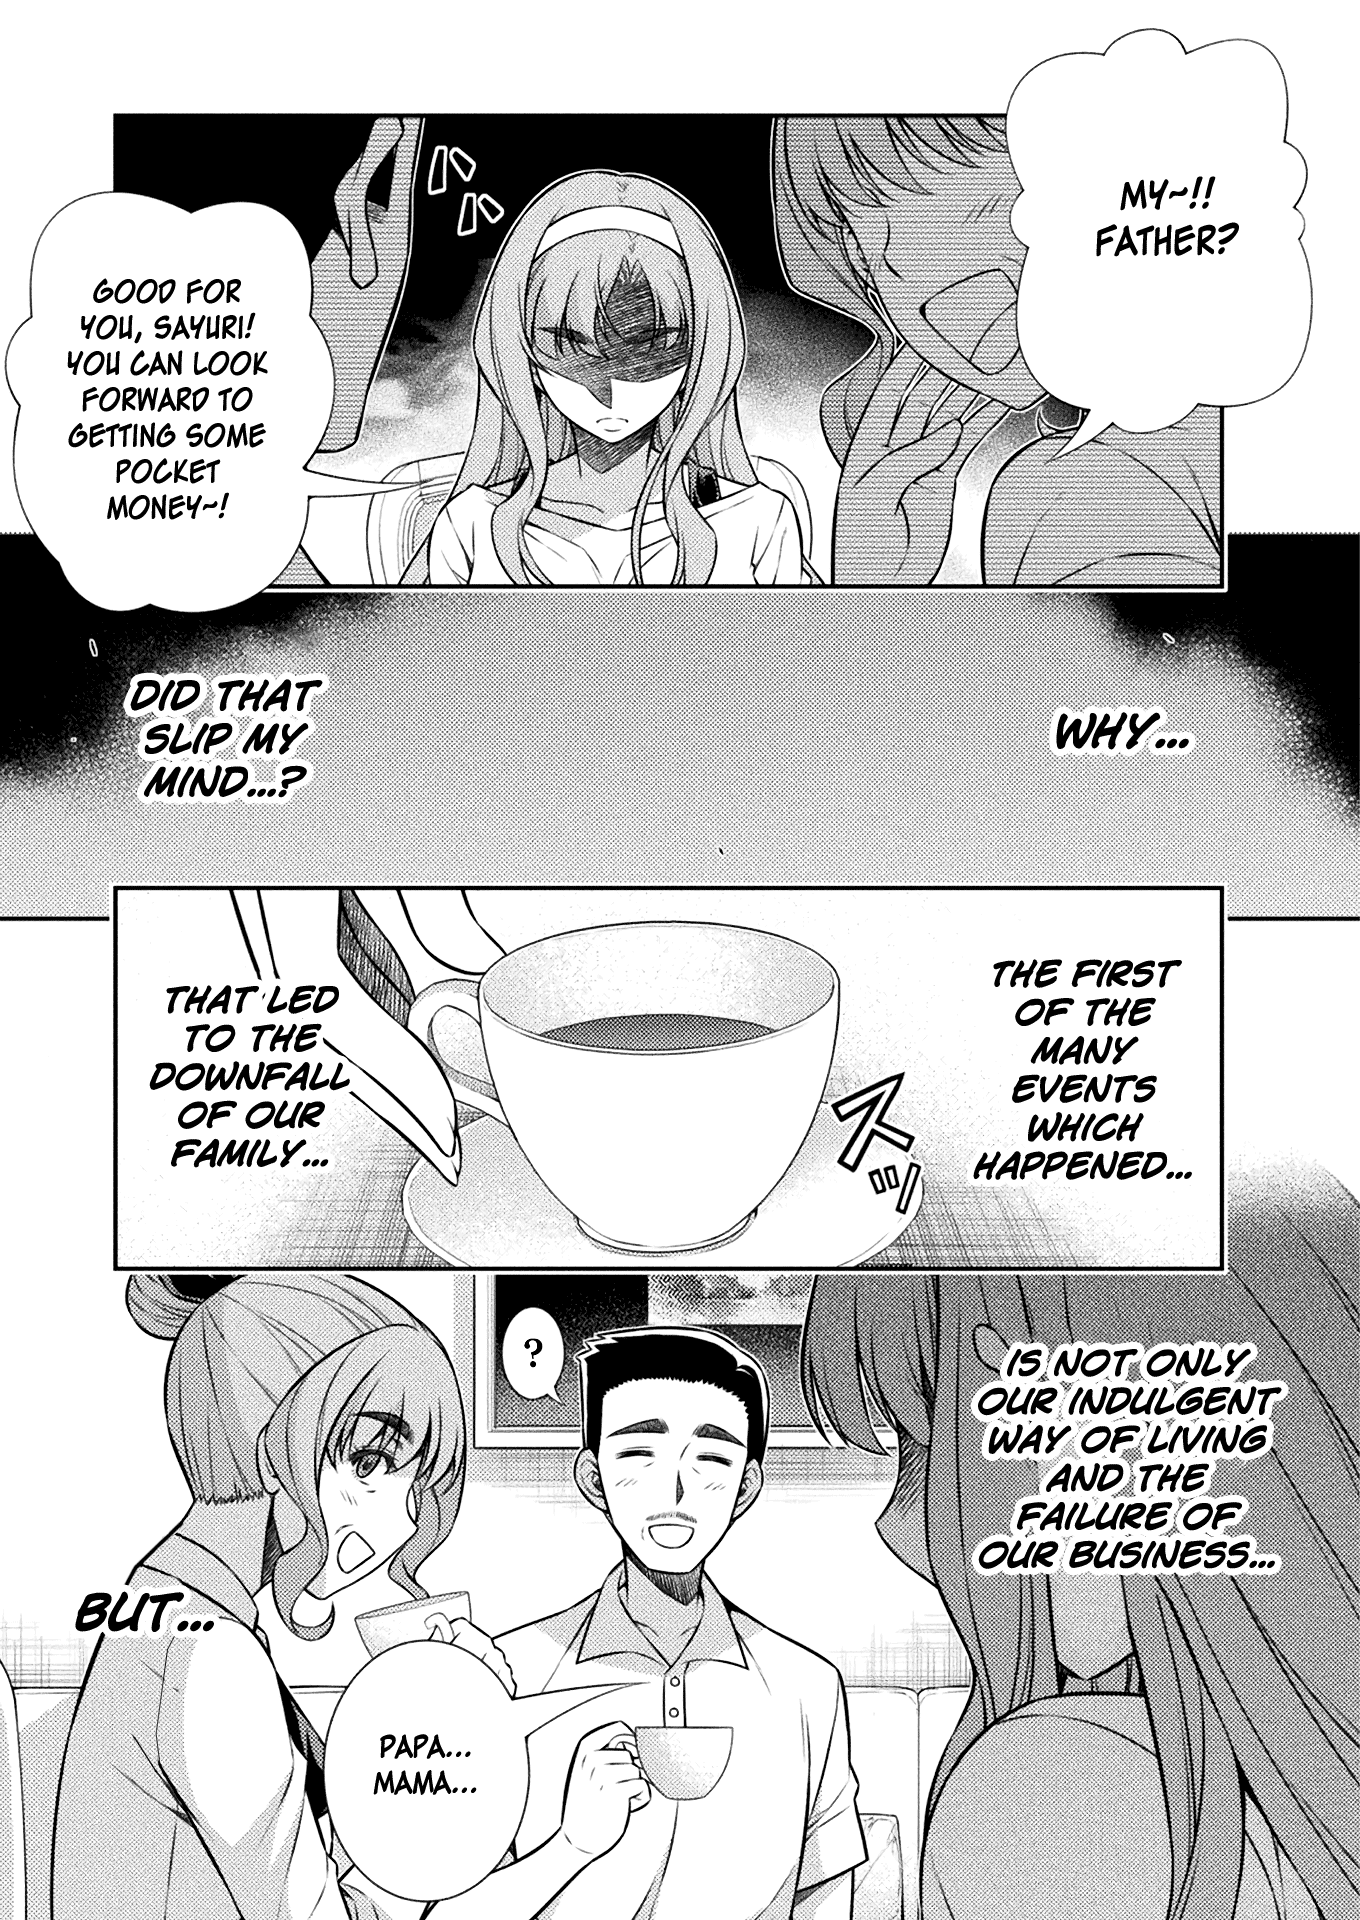 MY~!!
FATHER?
GOOD FOR
YOU, SAYURI!
YOU CAN LOOK
FORWARD TO
GETTING SOME
POCKET
MONEY~!
WHY...
DID THAT
SLIP MY
MIND...?
THE FIRST
OF THE
MANY
EVENTS
WHICH
HAPPENED...
ズッ
THAT LED
TO THE
DOWNFALL
OF OUR
FAMILY...
IS NOT ONLY
OUR INDULGENT
WAY OF LIVING
AND THE
FAILURE OF
OUR BUSINESS...
?
BUT...
PAPA...
MAMA...